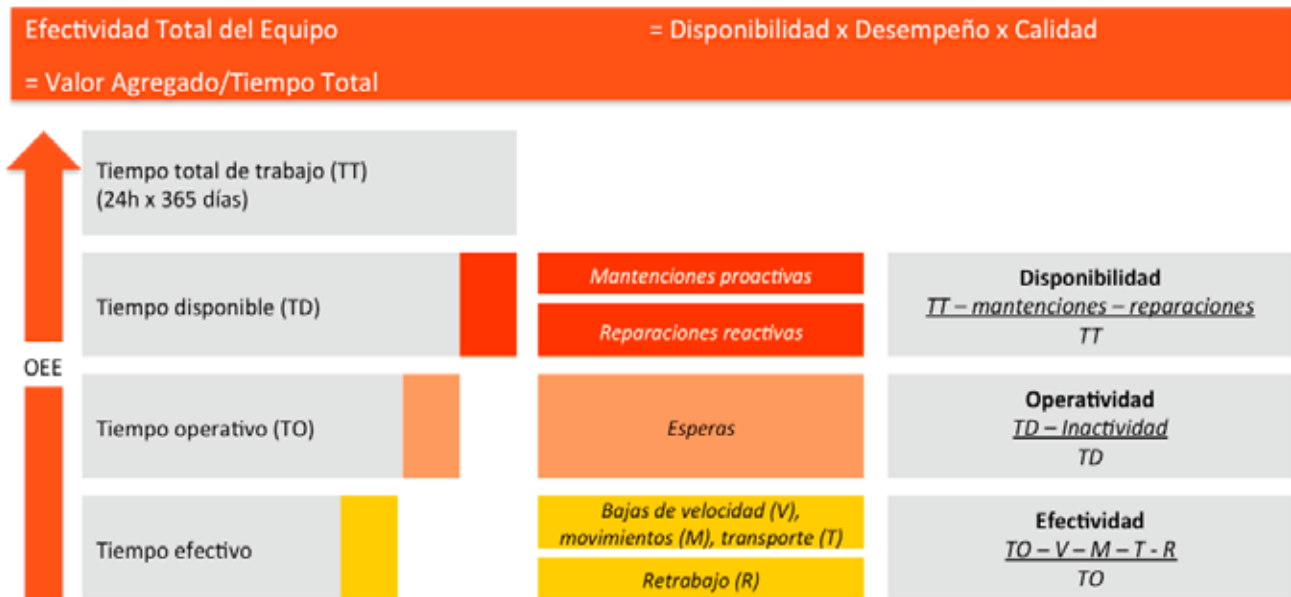 Efectividad Total del Equipo = Disponibilidad x Desempeño x Calidad
= Valor Agregado/Tiempo Total
Tiempo total de trabajo (TT)
(24h x 365 días)
Tiempo disponible (TD)
Mantenciones proactivas
Reparaciones reactivas
Disponibilidad
TT – mantenciones – reparaciones
TT
OEE
Tiempo operativo (TO)
Esperas
Operatividad
TD – Inactividad
TD
Tiempo efectivo
Bajas de velocidad (V),
movimientos (M), transporte (T)
Retrabajo (R)
Efectividad
TO – V – M – T - R
TO